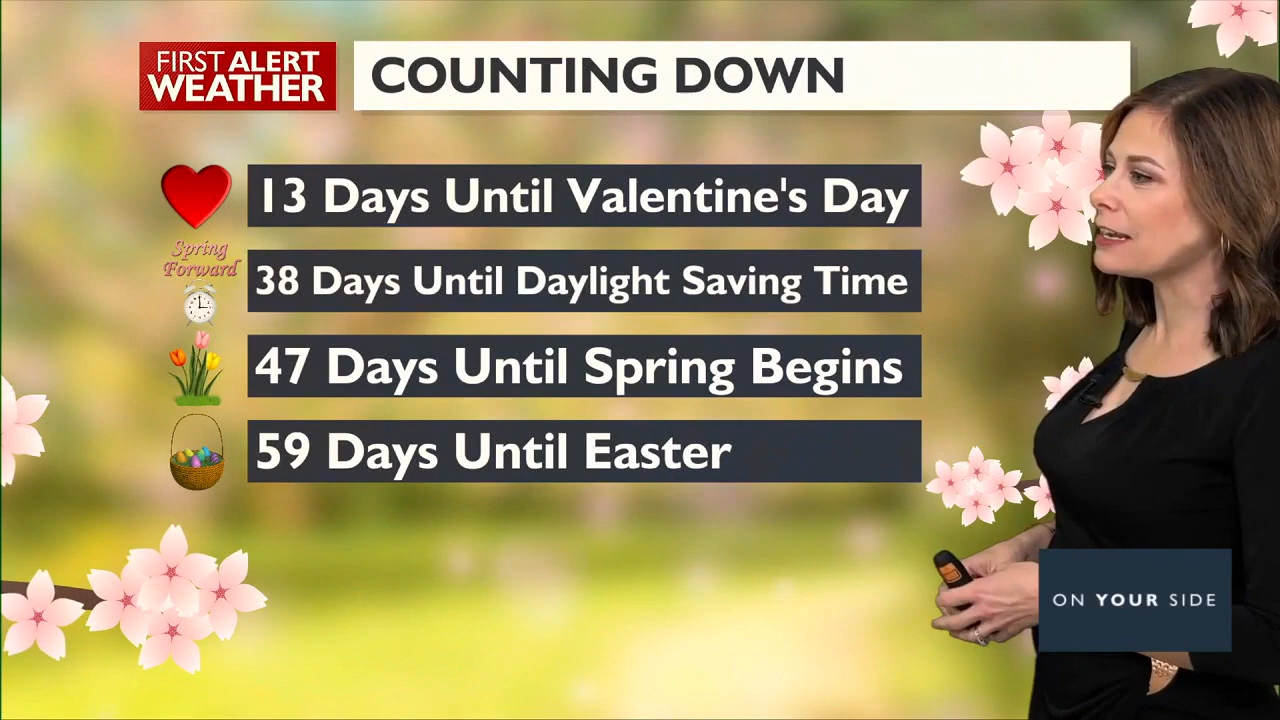 FIRST ALERT
WEATHER
COUNTING DOWN
13 Days Until Valentine's Day
Spring
Forward
38 Days Until Daylight Saving Time
47 Days Until Spring Begins
59 Days Until Easter
ON YOUR SIDE